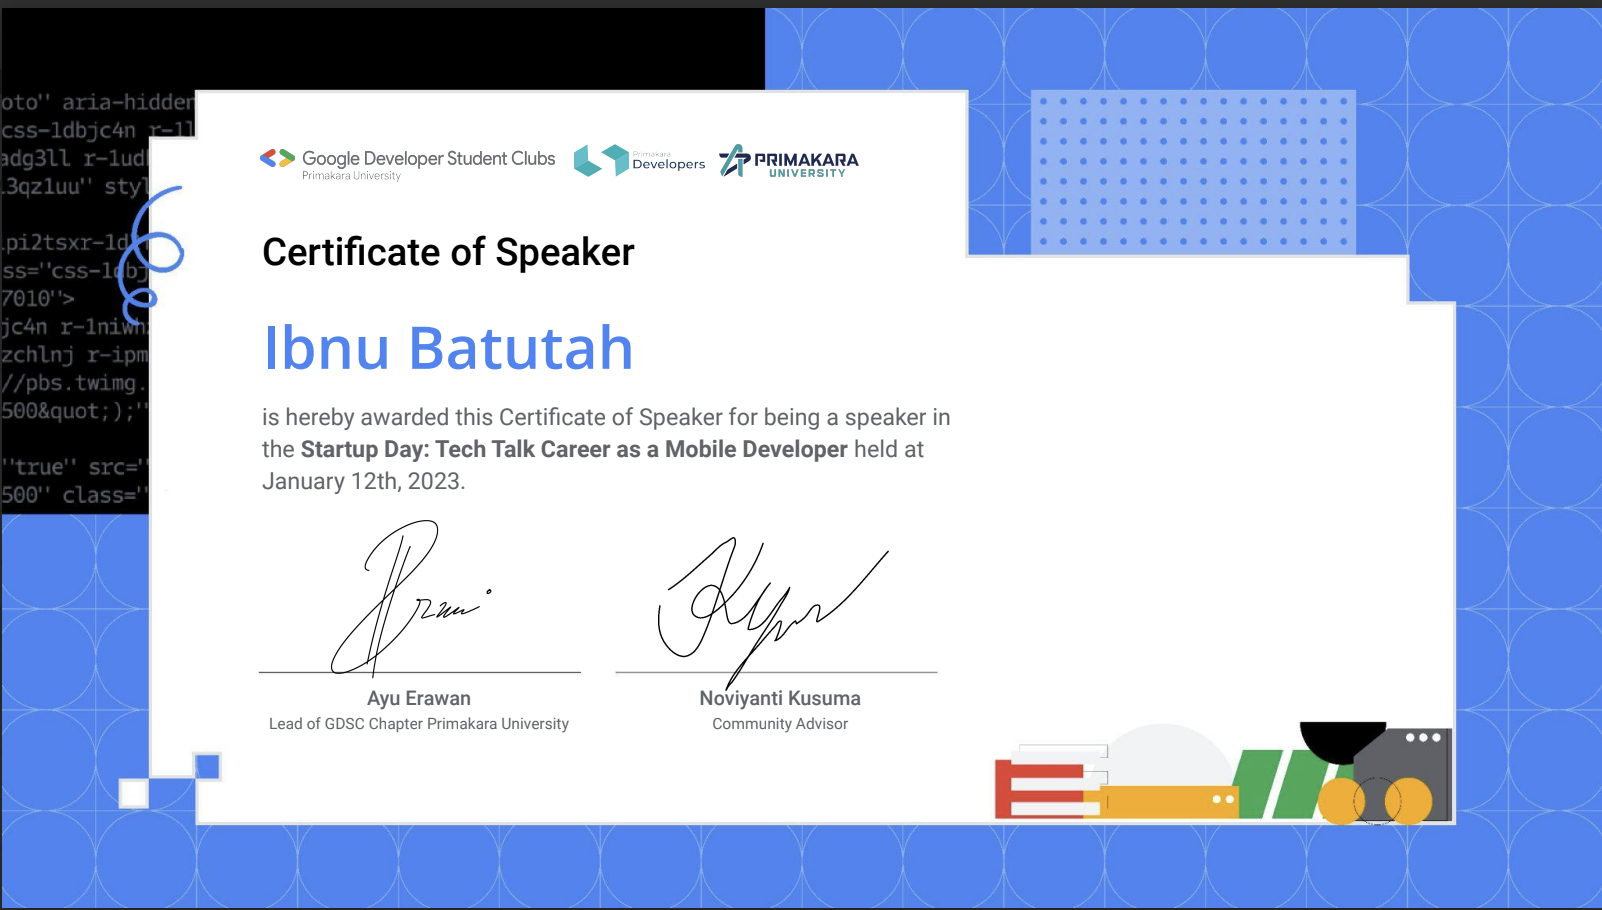 oto" aria-hidden
css-1dbjc4n r-1l
adg3ll r-1ud
.3qz1uu" styl
.pi2tsxr-1d
ss="css-1dbj
7010">
jc4n r-1niwh
zchlnj r-ipm
//pbs.twimg.
500&quot;);"
"true" src="
500" class="
Google Developer Student Clubs
Primakara University
Primakara
Developers
PRIMAKARA
UNIVERSITY
Certificate of Speaker
Ibnu Batutah
is hereby awarded this Certificate of Speaker for being a speaker in
the Startup Day: Tech Talk Career as a Mobile Developer held at
January 12th, 2023.
Ayu Erawan
Lead of GDSC Chapter Primakara University
Noviyanti Kusuma
Community Advisor